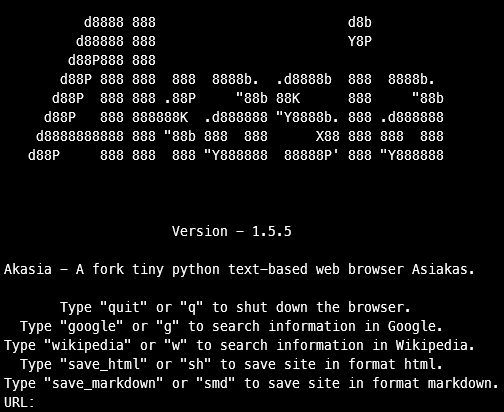 d8888 888                        d8b
         d88888 888                        Y8P
        d88P888 888
       d88P 888 888  888  8888b.  .d8888b  888  8888b.
      d88P  888 888 .88P     "88b 88K      888     "88b
     d88P   888 888888K  .d888888 "Y8888b. 888 .d888888
    d8888888888 888 "88b 888  888      X88 888 888  888
   d88P     888 888  888 "Y888888  88888P' 888 "Y888888
Version – 1.5.5
Akasia – A fork tiny python text-based web browser Asiakas.
Type "quit" or "q" to shut down the browser.
Type "google" or "g" to search information in Google.
Type "wikipedia" or "w" to search information in Wikipedia.
Type "save_html" or "sh" to save site in format html.
Type "save_markdown" or "smd" to save site in format markdown.
URL: